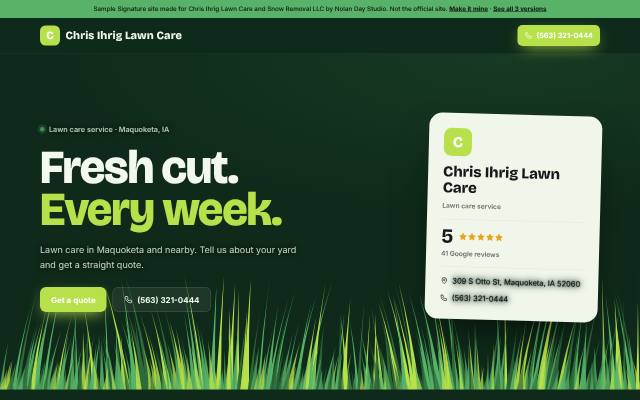 Sample Signature site made for Chris Ihrig Lawn Care and Snow Removal LLC by Nolan Day Studio. Not the official site. Make it mine · See all 3 versions
C Chris Ihrig Lawn Care
(563) 321-0444
Lawn care service · Maquoketa, IA
Fresh cut.
Every week.
Lawn care in Maquoketa and nearby. Tell us about your yard
and get a straight quote.
Get a quote
(563) 321-0444
C
Chris Ihrig Lawn
Care
Lawn care service
5 ★★★★★
41 Google reviews
309 S Otto St, Maquoketa, IA 52060
(563) 321-0444